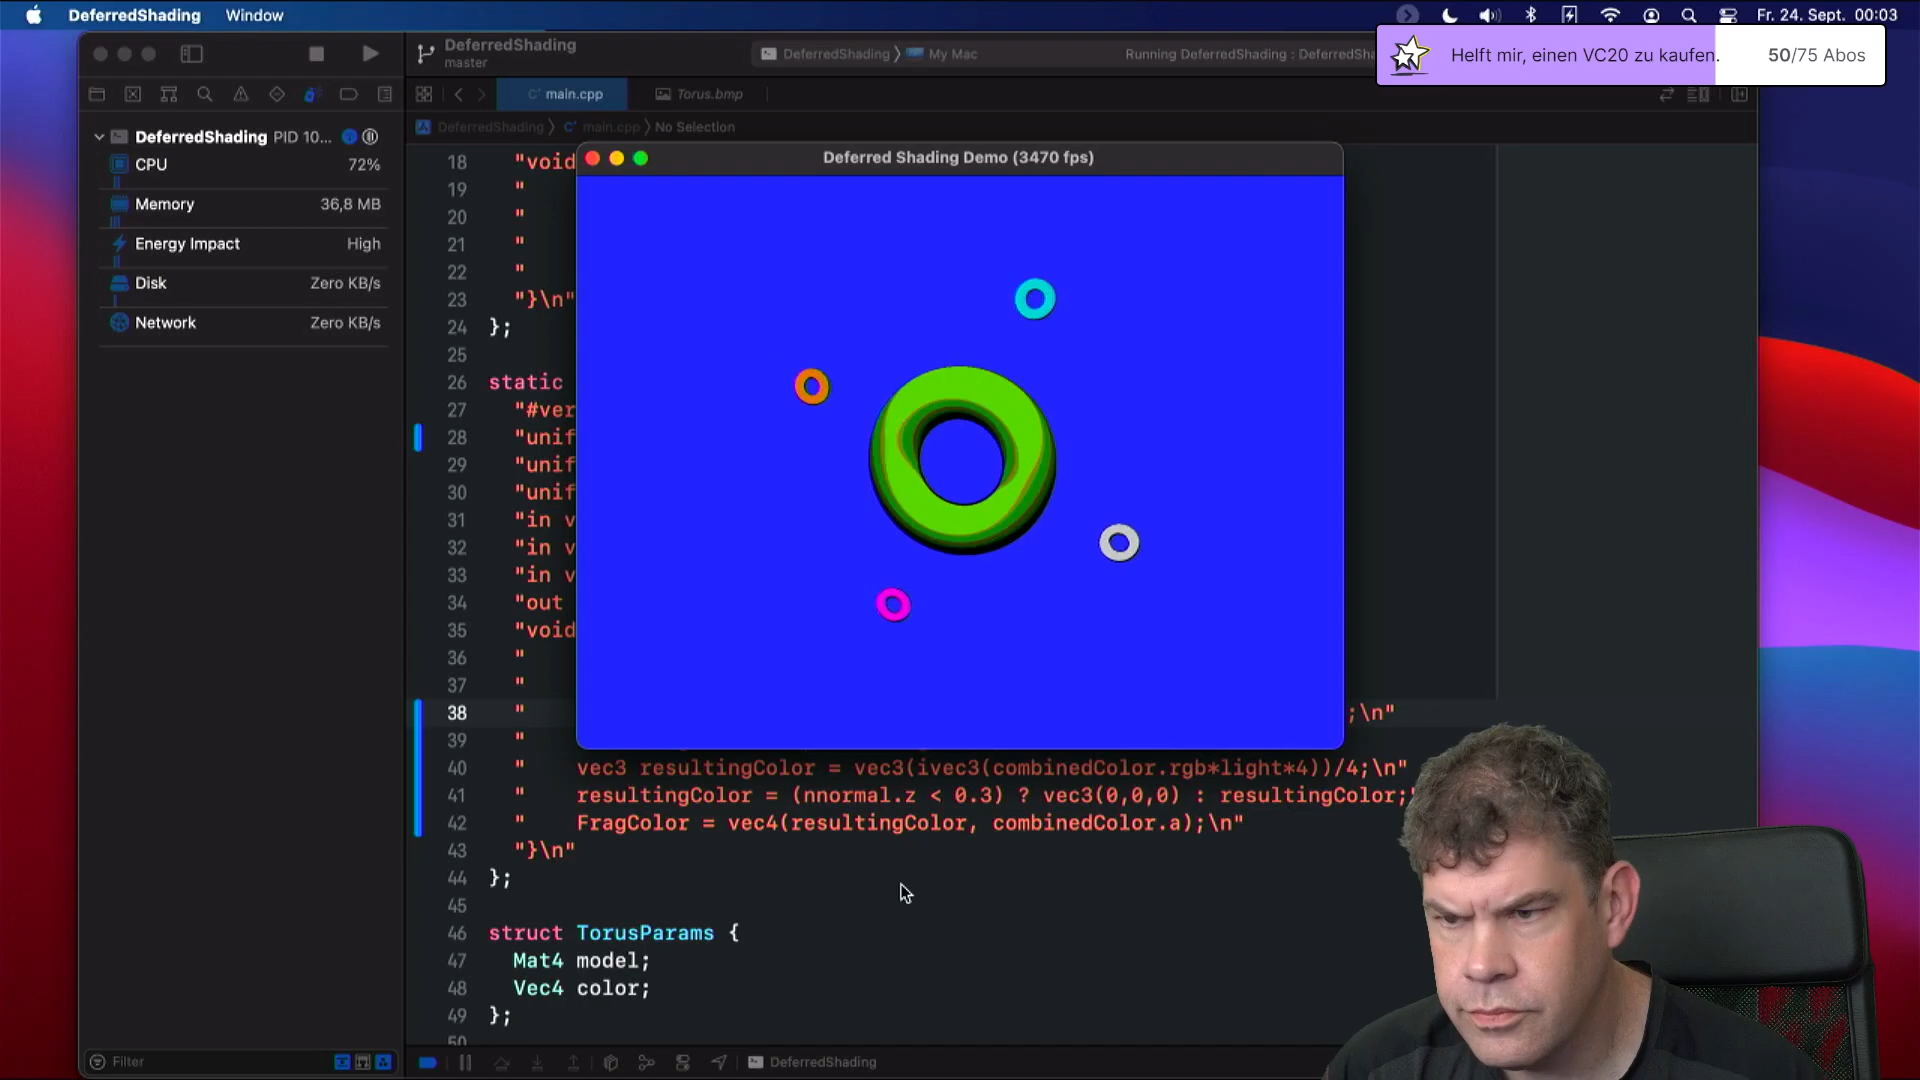 DeferredShading Window Fr. 24. Sept. 00:03
Helft mir, einen VC20 zu kaufen. 50/75 Abos
DeferredShading
master
DeferredShading 〉 My Mac
Running DeferredShading : DeferredSha
main.cpp
Torus.bmp
DeferredShading 〉 main.cpp 〉 No Selection
DeferredShading PID 10...
CPU 72%
Memory 36,8 MB
Energy Impact High
Disk Zero KB/s
Network Zero KB/s
Filter
Deferred Shading Demo (3470 fps)
18 "void
19 "
20 "
21 "
22 "
23 "}\n"
24 };
25
26 static
27 "#ver
28 "unif
29 "unif
30 "unif
31 "in v
32 "in v
33 "in v
34 "out
35 "void
36 "
37 "
38 " ;\n"
39 "
40 " vec3 resultingColor = vec3(ivec3(combinedColor.rgb*light*4))/4;\n"
41 " resultingColor = (nnormal.z < 0.3) ? vec3(0,0,0) : resultingColor;
42 " FragColor = vec4(resultingColor, combinedColor.a);\n"
43 "}\n"
44 };
45
46 struct TorusParams {
47 Mat4 model;
48 Vec4 color;
49 };
50
DeferredShading